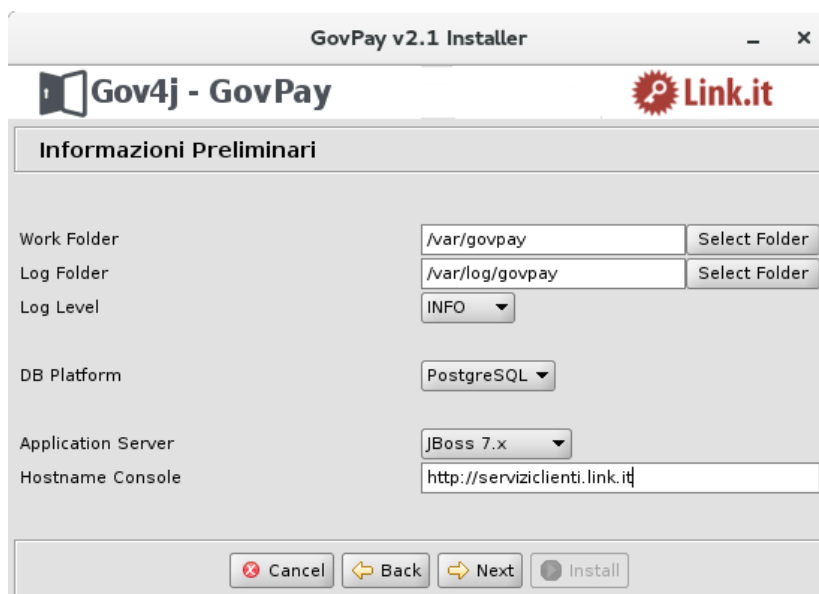 GovPay v2.1 Installer
Gov4j - GovPay
Link.it
Informazioni Preliminari
Work Folder /var/govpay Select Folder
Log Folder /var/log/govpay Select Folder
Log Level INFO
DB Platform PostgreSQL
Application Server JBoss 7.x
Hostname Console http://serviziclienti.link.it
Cancel Back Next Install